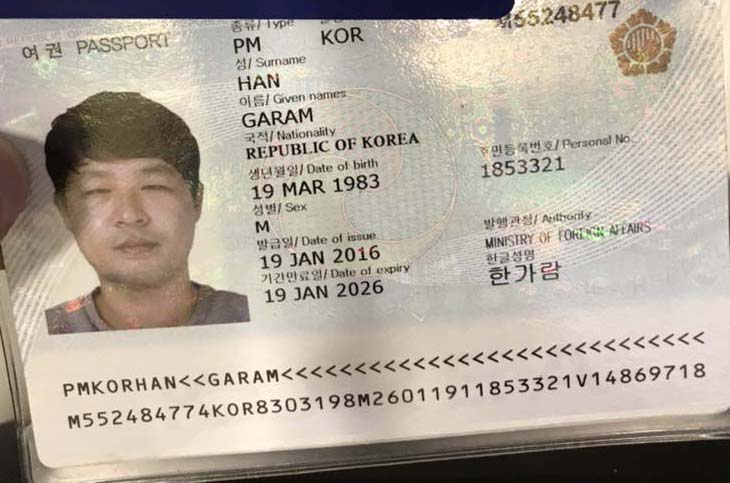 종류/ Type
여권 PASSPORT
PM KOR
M55248477
성/ Surname
HAN
이름/ Given names
GARAM
국적/ Nationality
REPUBLIC OF KOREA
생년월일/ Date of birth
19 MAR 1983
주민등록번호/ Personal No.
1853321
성별/ Sex
M
발급일/ Date of issue
19 JAN 2016
발행관청/ Authority
MINISTRY OF FOREIGN AFFAIRS
기간만료일/ Date of expiry
19 JAN 2026
한글성명
한가람
PMKORHAN<<GARAM<<<<<<<<<<<<<<<<<<<<<<<<<<<<<
M552484774KOR8303198M26011911853321V14869718